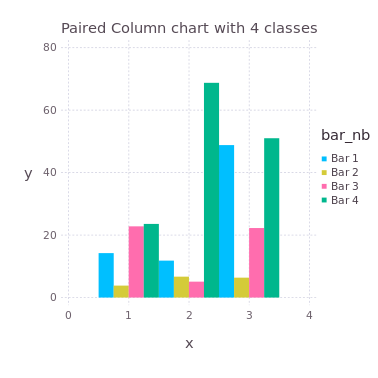 Paired Column chart with 4 classes
80
60
40
20
0
y
0 1 2 3 4
x
bar_nb
Bar 1
Bar 2
Bar 3
Bar 4